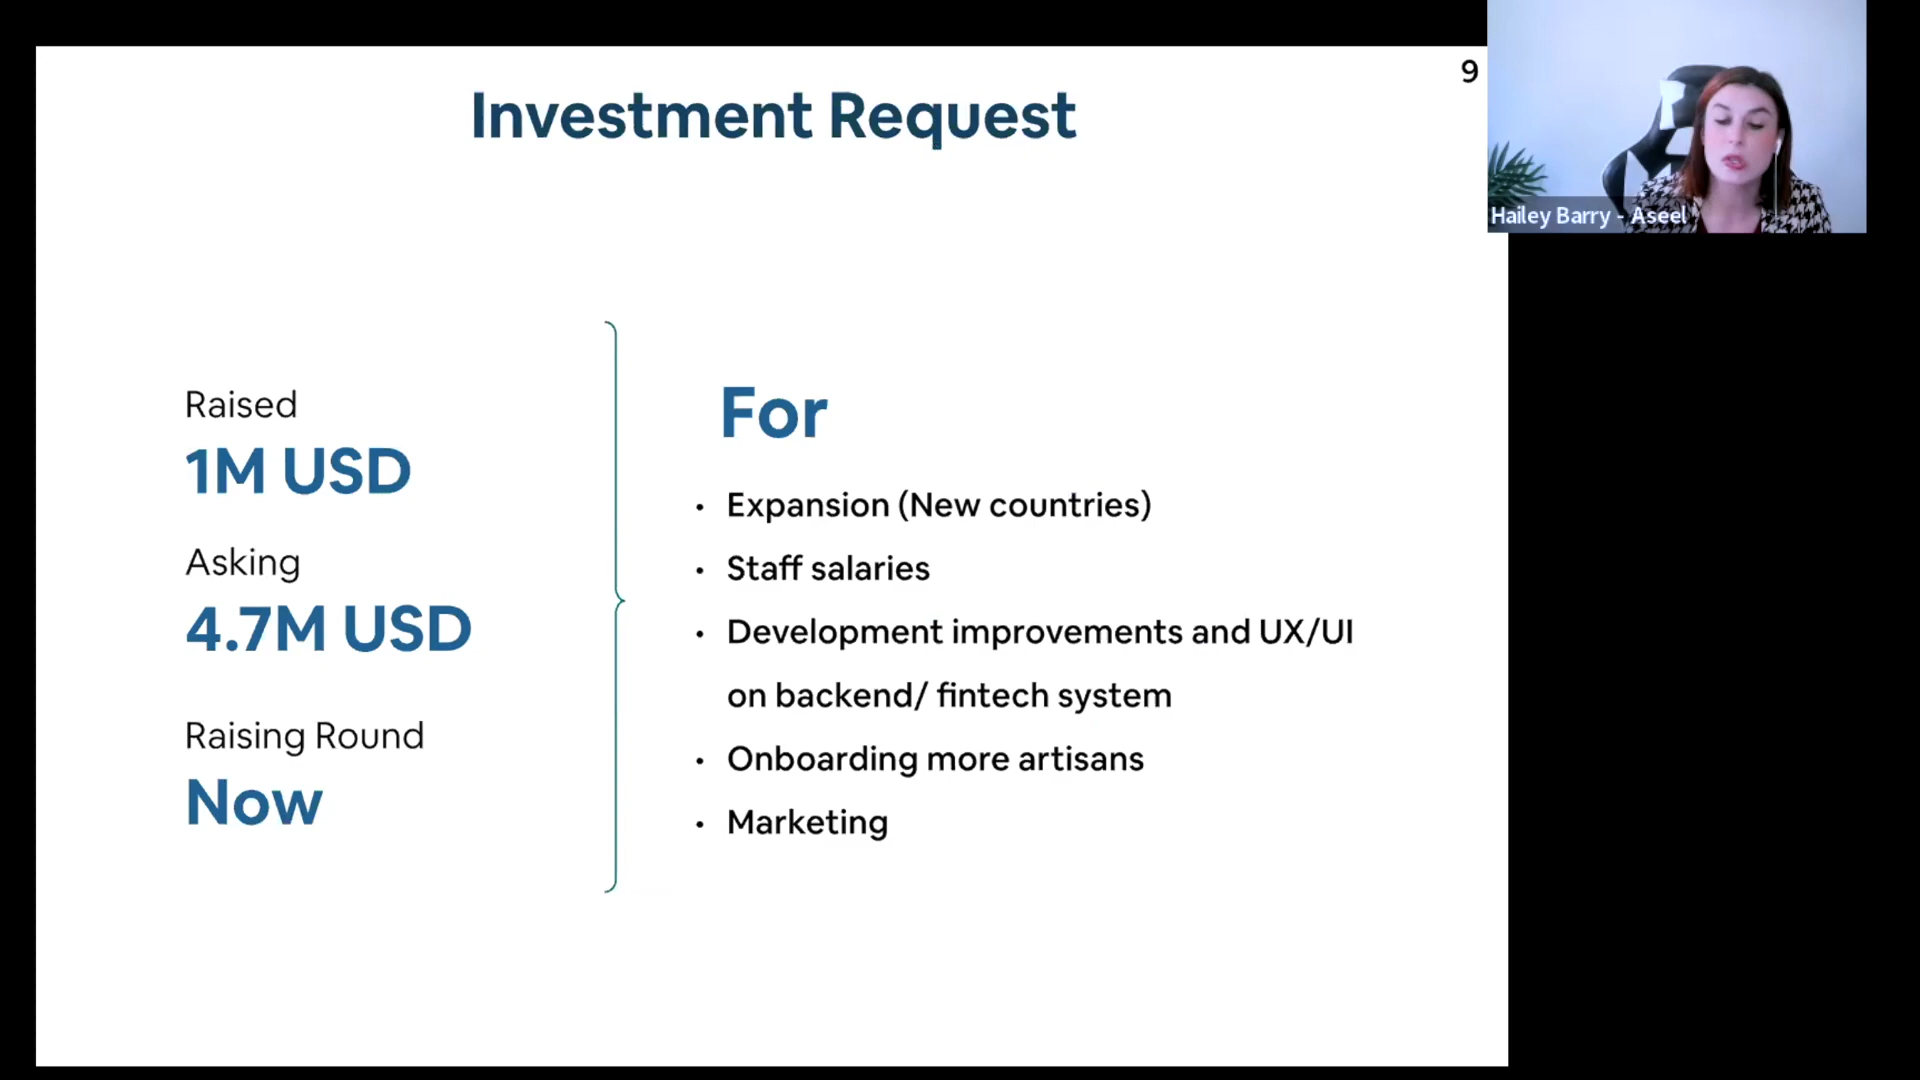 9
Investment Request
Hailey Barry - Aseel
Raised
1M USD
Asking
4.7M USD
Raising Round
Now
For
• Expansion (New countries)
• Staff salaries
• Development improvements and UX/UI
on backend/ fintech system
• Onboarding more artisans
• Marketing